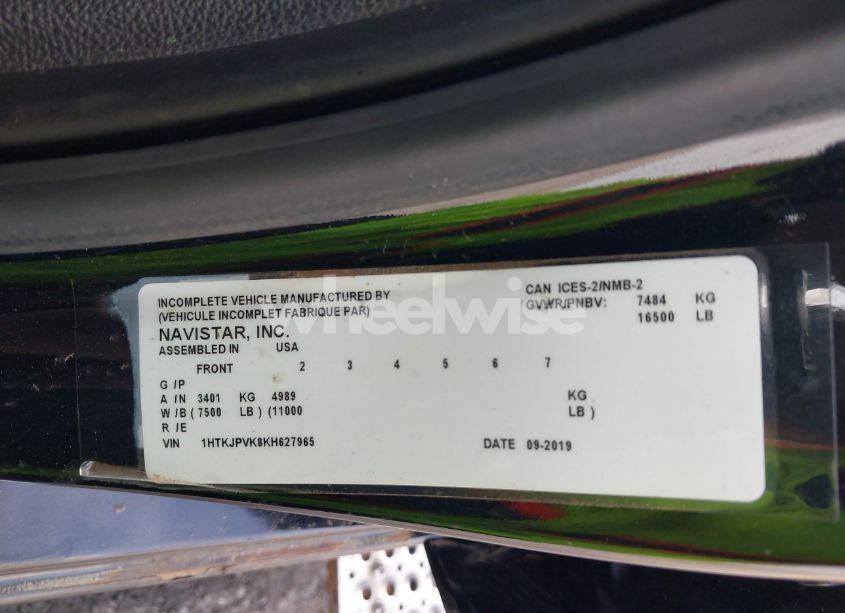 INCOMPLETE VEHICLE MANUFACTURED BY
(VEHICULE INCOMPLET FABRIQUE PAR)
NAVISTAR, INC.
ASSEMBLED IN USA
CAN ICES-2/NMB-2
GVWR/PNBV: 7484 KG
16500 LB
FRONT 2 3 4 5 6 7
G /P
A /N 3401 KG 4989 KG
W /B ( 7500 LB ) (11000 LB )
R /E
VIN 1HTKJPVK8KH627965 DATE 09-2019
wheelwise